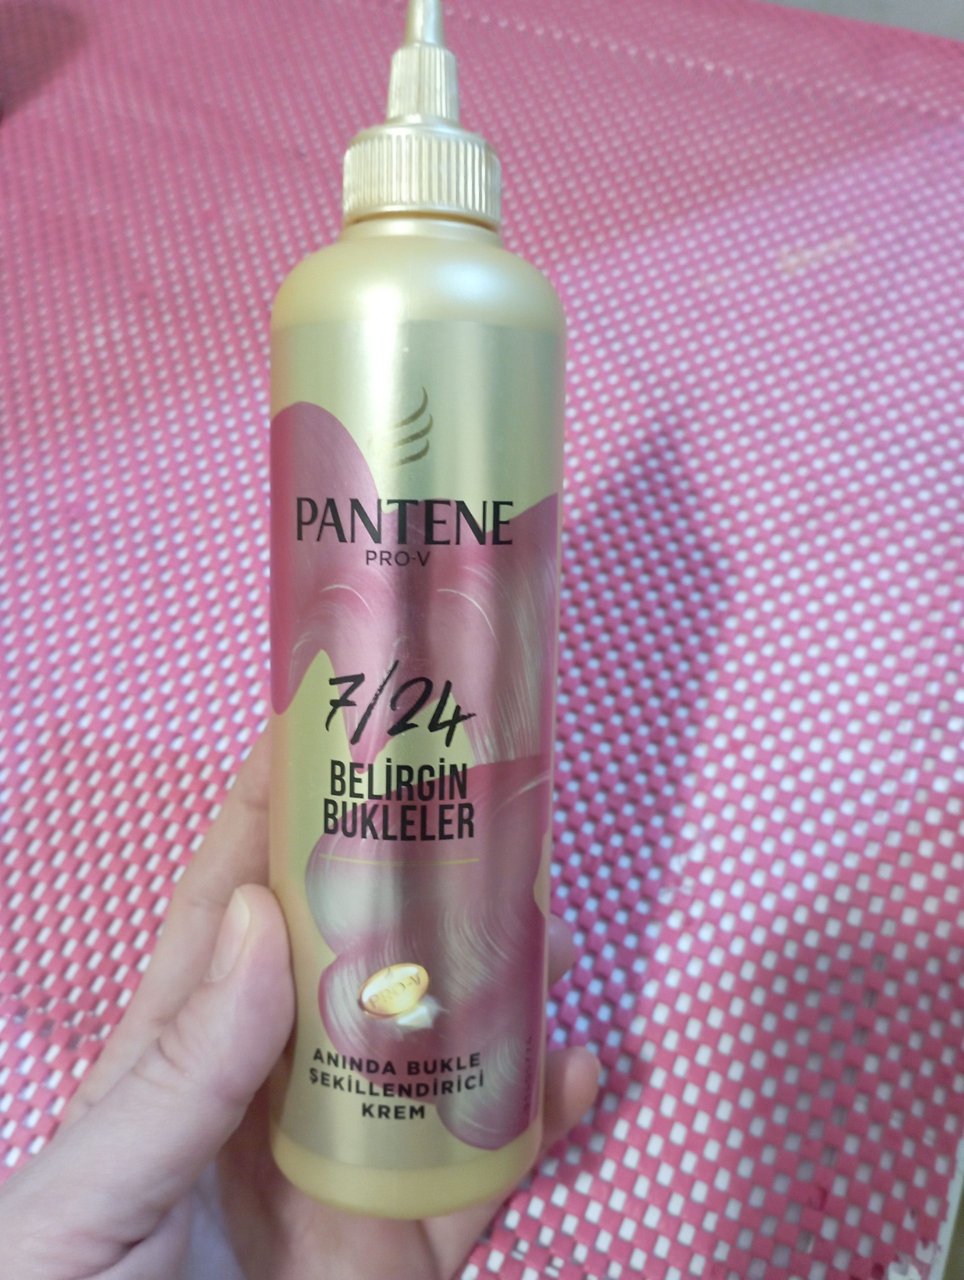 PANTENE
PRO-V
7/24
BELİRGİN
BUKLELER
PRO-V
ANINDA BUKLE
ŞEKİLLENDİRİCİ
KREM